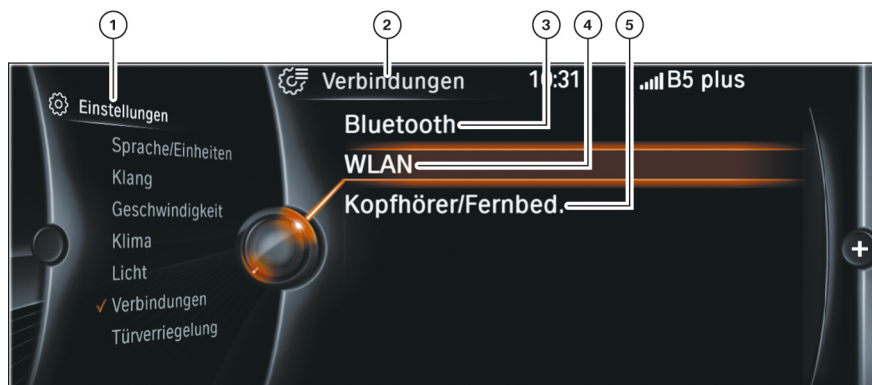 1 2 3 4 5
Einstellungen
Sprache/Einheiten
Klang
Geschwindigkeit
Klima
Licht
Verbindungen
Türverriegelung
Verbindungen 10:31 B5 plus
Bluetooth
WLAN
Kopfhörer/Fernbed.